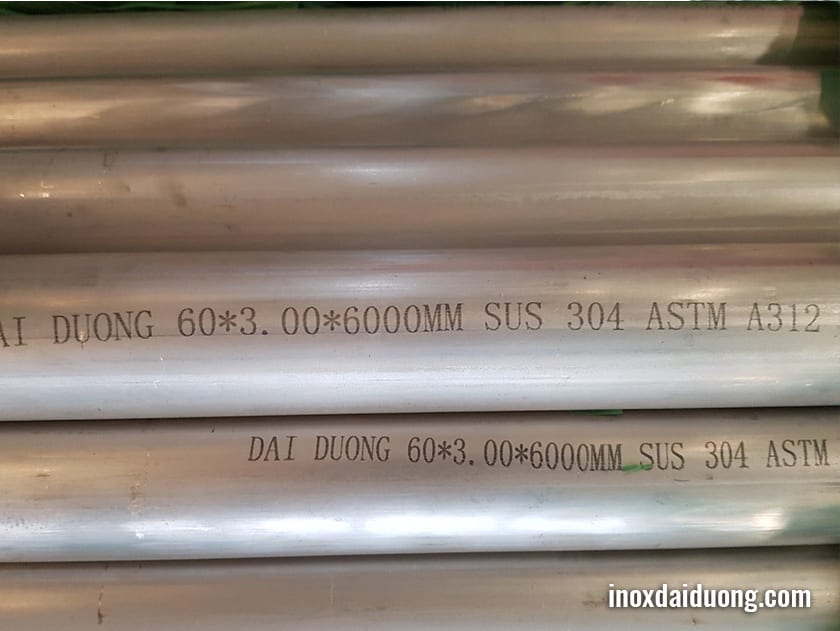 AI DUONG 60*3.00*6000MM SUS 304 ASTM A312
DAI DUONG 60*3.00*6000MM SUS 304 ASTM
inoxdaiduong.com